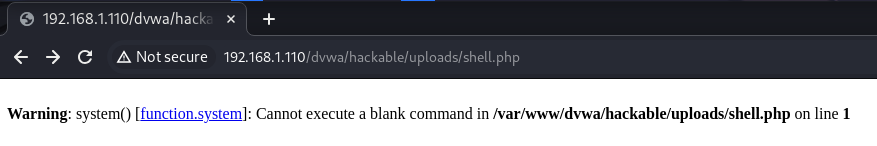 192.168.1.110/dvwa/hacka
Not secure 192.168.1.110/dvwa/hackable/uploads/shell.php
Warning: system() [function.system]: Cannot execute a blank command in /var/www/dvwa/hackable/uploads/shell.php on line 1